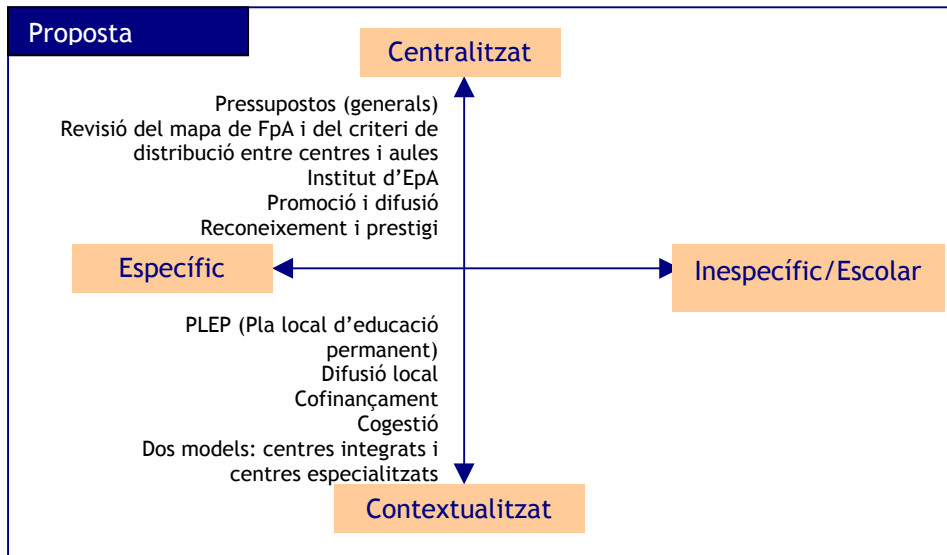 Proposta
Centralitzat
Pressupostos (generals)
Revisió del mapa de FpA i del criteri de
distribució entre centres i aules
Institut d’EpA
Promoció i difusió
Reconeixement i prestigi
Específic
Inespecífic/Escolar
PLEP (Pla local d’educació
permanent)
Difusió local
Cofinançament
Cogestió
Dos models: centres integrats i
centres especialitzats
Contextualitzat